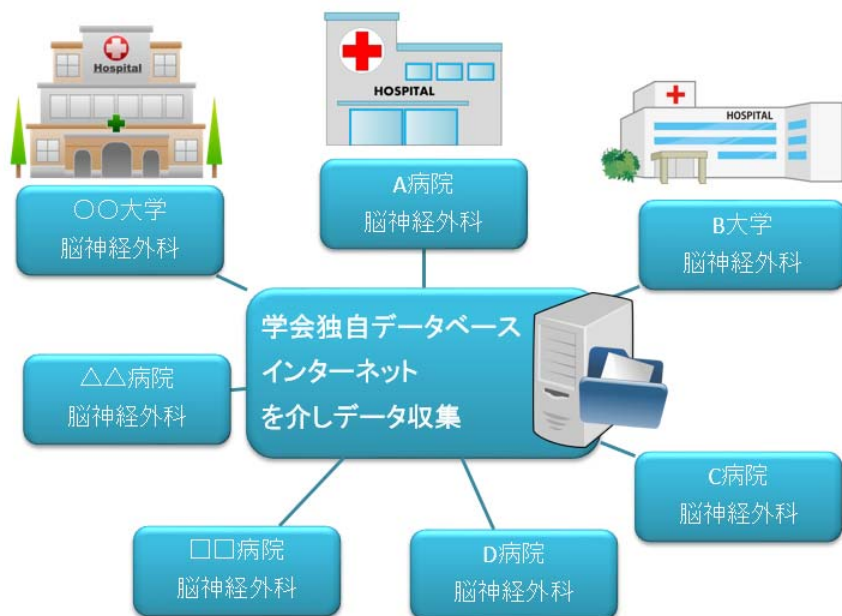 Hospital
HOSPITAL
HOSPITAL
〇〇大学
脳神経外科
A病院
脳神経外科
B大学
脳神経外科
学会独自データベース
インターネット
を介しデータ収集
△△病院
脳神経外科
C病院
脳神経外科
□□病院
脳神経外科
D病院
脳神経外科